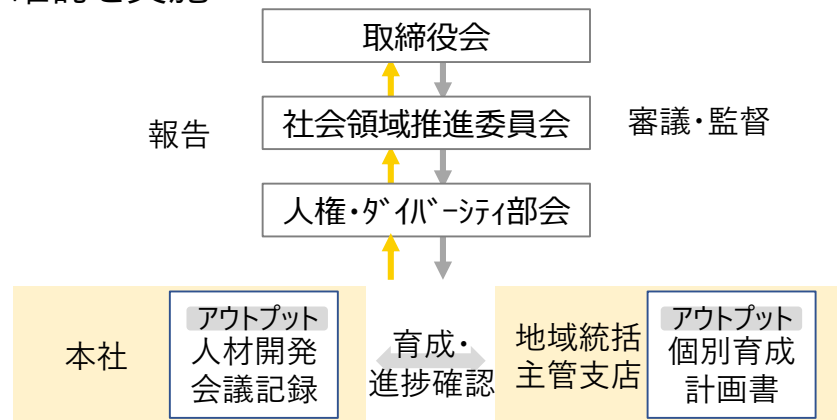 取締役会
報告
社会領域推進委員会
審議・監督
人権・ﾀﾞｲﾊﾞｰｼﾃｨ部会
本社
アウトプット
人材開発
会議記録
育成・
進捗確認
地域統括
主管支店
アウトプット
個別育成
計画書